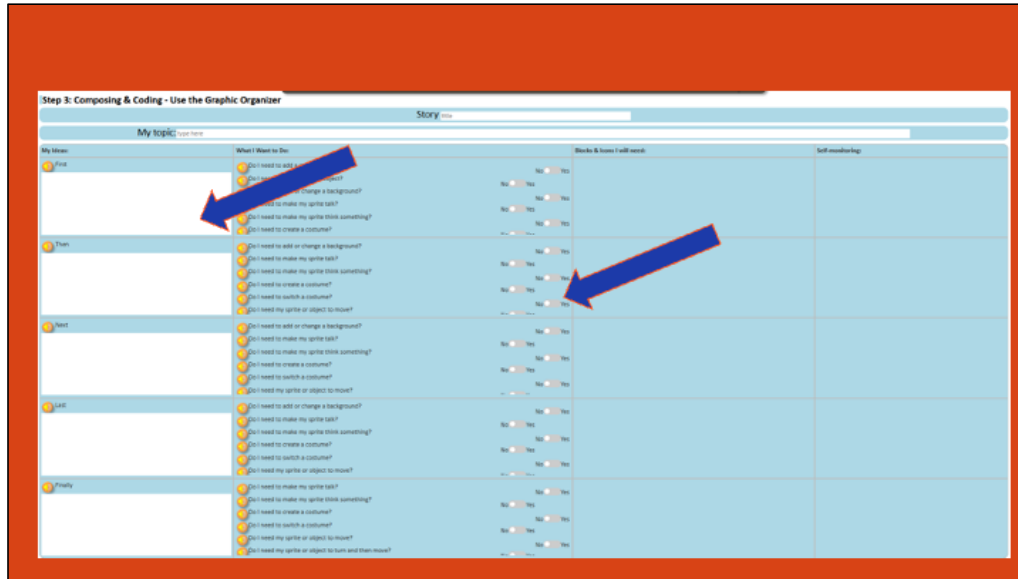 Step 3: Composing & Coding - Use the Graphic Organizer
Story title
My topic: type here
My Ideas: What I Want to Do: Blocks & Icons I will need: Self-monitoring:
First
Do I need to add a
No Yes
Do I need object?
No Yes
or change a background?
No Yes
to make my sprite talk?
No Yes
Do I need to make my sprite think something?
No Yes
Do I need to create a costume?
Then
Do I need to add or change a background?
No Yes
Do I need to make my sprite talk?
No Yes
Do I need to make my sprite think something?
No Yes
Do I need to create a costume?
No Yes
Do I need to switch a costume?
No Yes
Do I need my sprite or object to move?
Next
Do I need to add or change a background?
No Yes
Do I need to make my sprite talk?
No Yes
Do I need to make my sprite think something?
No Yes
Do I need to create a costume?
No Yes
Do I need to switch a costume?
No Yes
Do I need my sprite or object to move?
Last
Do I need to add or change a background?
No Yes
Do I need to make my sprite talk?
No Yes
Do I need to make my sprite think something?
No Yes
Do I need to create a costume?
No Yes
Do I need to switch a costume?
No Yes
Do I need my sprite or object to move?
Finally
Do I need to make my sprite talk?
No Yes
Do I need to make my sprite think something?
No Yes
Do I need to create a costume?
No Yes
Do I need to switch a costume?
No Yes
Do I need my sprite or object to move?
No Yes
Do I need my sprite or object to turn and then move?
No Yes